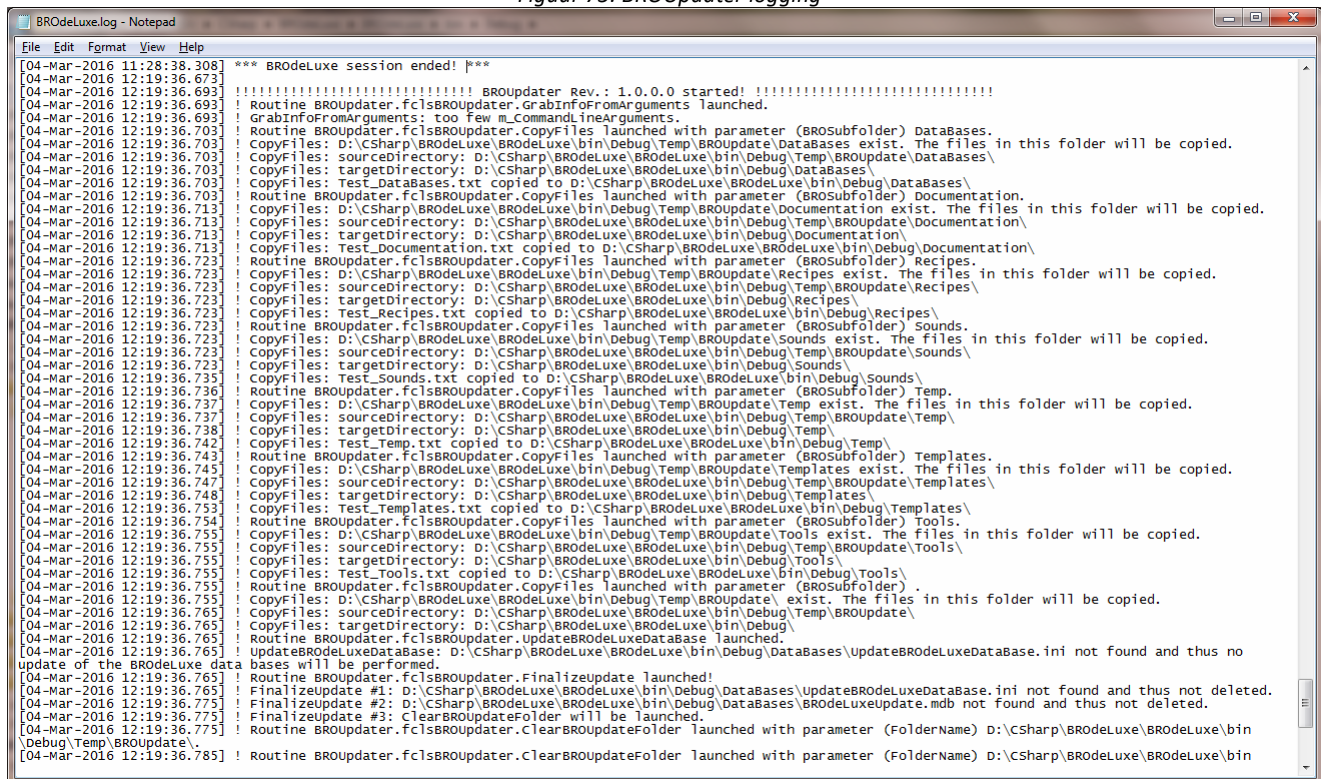 Figuur 75: BROUpdater logging
BROdeLuxe.log - Notepad
File Edit Format View Help
[04-Mar-2016 11:28:38.308] *** BROdeLuxe session ended! ***
[04-Mar-2016 12:19:36.673]
[04-Mar-2016 12:19:36.693] !!!!!!!!!!!!!!!!!!!!!!!!!!!!!! BROUpdater Rev.: 1.0.0.0 started! !!!!!!!!!!!!!!!!!!!!!!!!!!!!!!
[04-Mar-2016 12:19:36.693] ! Routine BROUpdater.fclsBROUpdater.GrabInfoFromArguments launched.
[04-Mar-2016 12:19:36.693] ! GrabInfoFromArguments: too few m_CommandLineArguments.
[04-Mar-2016 12:19:36.703] ! Routine BROUpdater.fclsBROUpdater.CopyFiles launched with parameter (BROSubfolder) DataBases.
[04-Mar-2016 12:19:36.703] ! CopyFiles: D:\CSharp\BROdeLuxe\BROdeLuxe\bin\Debug\Temp\BROUpdate\DataBases exist. The files in this folder will be copied.
[04-Mar-2016 12:19:36.703] ! CopyFiles: sourceDirectory: D:\CSharp\BROdeLuxe\BROdeLuxe\bin\Debug\Temp\BROUpdate\DataBases\
[04-Mar-2016 12:19:36.703] ! CopyFiles: targetDirectory: D:\CSharp\BROdeLuxe\BROdeLuxe\bin\Debug\DataBases\
[04-Mar-2016 12:19:36.703] ! CopyFiles: Test_DataBases.txt copied to D:\CSharp\BROdeLuxe\BROdeLuxe\bin\Debug\DataBases\
[04-Mar-2016 12:19:36.703] ! Routine BROUpdater.fclsBROUpdater.CopyFiles launched with parameter (BROSubfolder) Documentation.
[04-Mar-2016 12:19:36.713] ! CopyFiles: D:\CSharp\BROdeLuxe\BROdeLuxe\bin\Debug\Temp\BROUpdate\Documentation exist. The files in this folder will be copied.
[04-Mar-2016 12:19:36.713] ! CopyFiles: sourceDirectory: D:\CSharp\BROdeLuxe\BROdeLuxe\bin\Debug\Temp\BROUpdate\Documentation\
[04-Mar-2016 12:19:36.713] ! CopyFiles: targetDirectory: D:\CSharp\BROdeLuxe\BROdeLuxe\bin\Debug\Documentation\
[04-Mar-2016 12:19:36.713] ! CopyFiles: Test_Documentation.txt copied to D:\CSharp\BROdeLuxe\BROdeLuxe\bin\Debug\Documentation\
[04-Mar-2016 12:19:36.723] ! Routine BROUpdater.fclsBROUpdater.CopyFiles launched with parameter (BROSubfolder) Recipes.
[04-Mar-2016 12:19:36.723] ! CopyFiles: D:\CSharp\BROdeLuxe\BROdeLuxe\bin\Debug\Temp\BROUpdate\Recipes exist. The files in this folder will be copied.
[04-Mar-2016 12:19:36.723] ! CopyFiles: sourceDirectory: D:\CSharp\BROdeLuxe\BROdeLuxe\bin\Debug\Temp\BROUpdate\Recipes\
[04-Mar-2016 12:19:36.723] ! CopyFiles: targetDirectory: D:\CSharp\BROdeLuxe\BROdeLuxe\bin\Debug\Recipes\
[04-Mar-2016 12:19:36.723] ! CopyFiles: Test_Recipes.txt copied to D:\CSharp\BROdeLuxe\BROdeLuxe\bin\Debug\Recipes\
[04-Mar-2016 12:19:36.723] ! Routine BROUpdater.fclsBROUpdater.CopyFiles launched with parameter (BROSubfolder) Sounds.
[04-Mar-2016 12:19:36.723] ! CopyFiles: D:\CSharp\BROdeLuxe\BROdeLuxe\bin\Debug\Temp\BROUpdate\Sounds exist. The files in this folder will be copied.
[04-Mar-2016 12:19:36.723] ! CopyFiles: sourceDirectory: D:\CSharp\BROdeLuxe\BROdeLuxe\bin\Debug\Temp\BROUpdate\Sounds\
[04-Mar-2016 12:19:36.723] ! CopyFiles: targetDirectory: D:\CSharp\BROdeLuxe\BROdeLuxe\bin\Debug\Sounds\
[04-Mar-2016 12:19:36.735] ! CopyFiles: Test_Sounds.txt copied to D:\CSharp\BROdeLuxe\BROdeLuxe\bin\Debug\Sounds\
[04-Mar-2016 12:19:36.736] ! Routine BROUpdater.fclsBROUpdater.CopyFiles launched with parameter (BROSubfolder) Temp.
[04-Mar-2016 12:19:36.737] ! CopyFiles: D:\CSharp\BROdeLuxe\BROdeLuxe\bin\Debug\Temp\BROUpdate\Temp exist. The files in this folder will be copied.
[04-Mar-2016 12:19:36.737] ! CopyFiles: sourceDirectory: D:\CSharp\BROdeLuxe\BROdeLuxe\bin\Debug\Temp\BROUpdate\Temp\
[04-Mar-2016 12:19:36.738] ! CopyFiles: targetDirectory: D:\CSharp\BROdeLuxe\BROdeLuxe\bin\Debug\Temp\
[04-Mar-2016 12:19:36.742] ! CopyFiles: Test_Temp.txt copied to D:\CSharp\BROdeLuxe\BROdeLuxe\bin\Debug\Temp\
[04-Mar-2016 12:19:36.743] ! Routine BROUpdater.fclsBROUpdater.CopyFiles launched with parameter (BROSubfolder) Templates.
[04-Mar-2016 12:19:36.745] ! CopyFiles: D:\CSharp\BROdeLuxe\BROdeLuxe\bin\Debug\Temp\BROUpdate\Templates exist. The files in this folder will be copied.
[04-Mar-2016 12:19:36.747] ! CopyFiles: sourceDirectory: D:\CSharp\BROdeLuxe\BROdeLuxe\bin\Debug\Temp\BROUpdate\Templates\
[04-Mar-2016 12:19:36.748] ! CopyFiles: targetDirectory: D:\CSharp\BROdeLuxe\BROdeLuxe\bin\Debug\Templates\
[04-Mar-2016 12:19:36.753] ! CopyFiles: Test_Templates.txt copied to D:\CSharp\BROdeLuxe\BROdeLuxe\bin\Debug\Templates\
[04-Mar-2016 12:19:36.754] ! Routine BROUpdater.fclsBROUpdater.CopyFiles launched with parameter (BROSubfolder) Tools.
[04-Mar-2016 12:19:36.755] ! CopyFiles: D:\CSharp\BROdeLuxe\BROdeLuxe\bin\Debug\Temp\BROUpdate\Tools exist. The files in this folder will be copied.
[04-Mar-2016 12:19:36.755] ! CopyFiles: sourceDirectory: D:\CSharp\BROdeLuxe\BROdeLuxe\bin\Debug\Temp\BROUpdate\Tools\
[04-Mar-2016 12:19:36.755] ! CopyFiles: targetDirectory: D:\CSharp\BROdeLuxe\BROdeLuxe\bin\Debug\Tools\
[04-Mar-2016 12:19:36.755] ! CopyFiles: Test_Tools.txt copied to D:\CSharp\BROdeLuxe\BROdeLuxe\bin\Debug\Tools\
[04-Mar-2016 12:19:36.755] ! Routine BROUpdater.fclsBROUpdater.CopyFiles launched with parameter (BROSubfolder) .
[04-Mar-2016 12:19:36.765] ! CopyFiles: D:\CSharp\BROdeLuxe\BROdeLuxe\bin\Debug\Temp\BROUpdate\ exist. The files in this folder will be copied.
[04-Mar-2016 12:19:36.765] ! CopyFiles: sourceDirectory: D:\CSharp\BROdeLuxe\BROdeLuxe\bin\Debug\Temp\BROUpdate\
[04-Mar-2016 12:19:36.765] ! CopyFiles: targetDirectory: D:\CSharp\BROdeLuxe\BROdeLuxe\bin\Debug\
[04-Mar-2016 12:19:36.765] ! Routine BROUpdater.fclsBROUpdater.UpdateBROdeLuxeDataBase launched.
[04-Mar-2016 12:19:36.765] ! UpdateBROdeLuxeDataBase: D:\CSharp\BROdeLuxe\BROdeLuxe\bin\Debug\DataBases\UpdateBROdeLuxeDataBase.ini not found and thus no
update of the BROdeLuxe data bases will be performed.
[04-Mar-2016 12:19:36.765] ! Routine BROUpdater.fclsBROUpdater.FinalizeUpdate launched!
[04-Mar-2016 12:19:36.765] ! FinalizeUpdate #1: D:\CSharp\BROdeLuxe\BROdeLuxe\bin\Debug\DataBases\UpdateBROdeLuxeDataBase.ini not found and thus not deleted.
[04-Mar-2016 12:19:36.775] ! FinalizeUpdate #2: D:\CSharp\BROdeLuxe\BROdeLuxe\bin\Debug\DataBases\BROdeLuxeUpdate.mdb not found and thus not deleted.
[04-Mar-2016 12:19:36.775] ! FinalizeUpdate #3: ClearBROUpdateFolder will be launched.
[04-Mar-2016 12:19:36.775] ! Routine BROUpdater.fclsBROUpdater.ClearBROUpdateFolder launched with parameter (FolderName) D:\CSharp\BROdeLuxe\BROdeLuxe\bin
\Debug\Temp\BROUpdate\.
[04-Mar-2016 12:19:36.785] ! Routine BROUpdater.fclsBROUpdater.ClearBROUpdateFolder launched with parameter (FolderName) D:\CSharp\BROdeLuxe\BROdeLuxe\bin